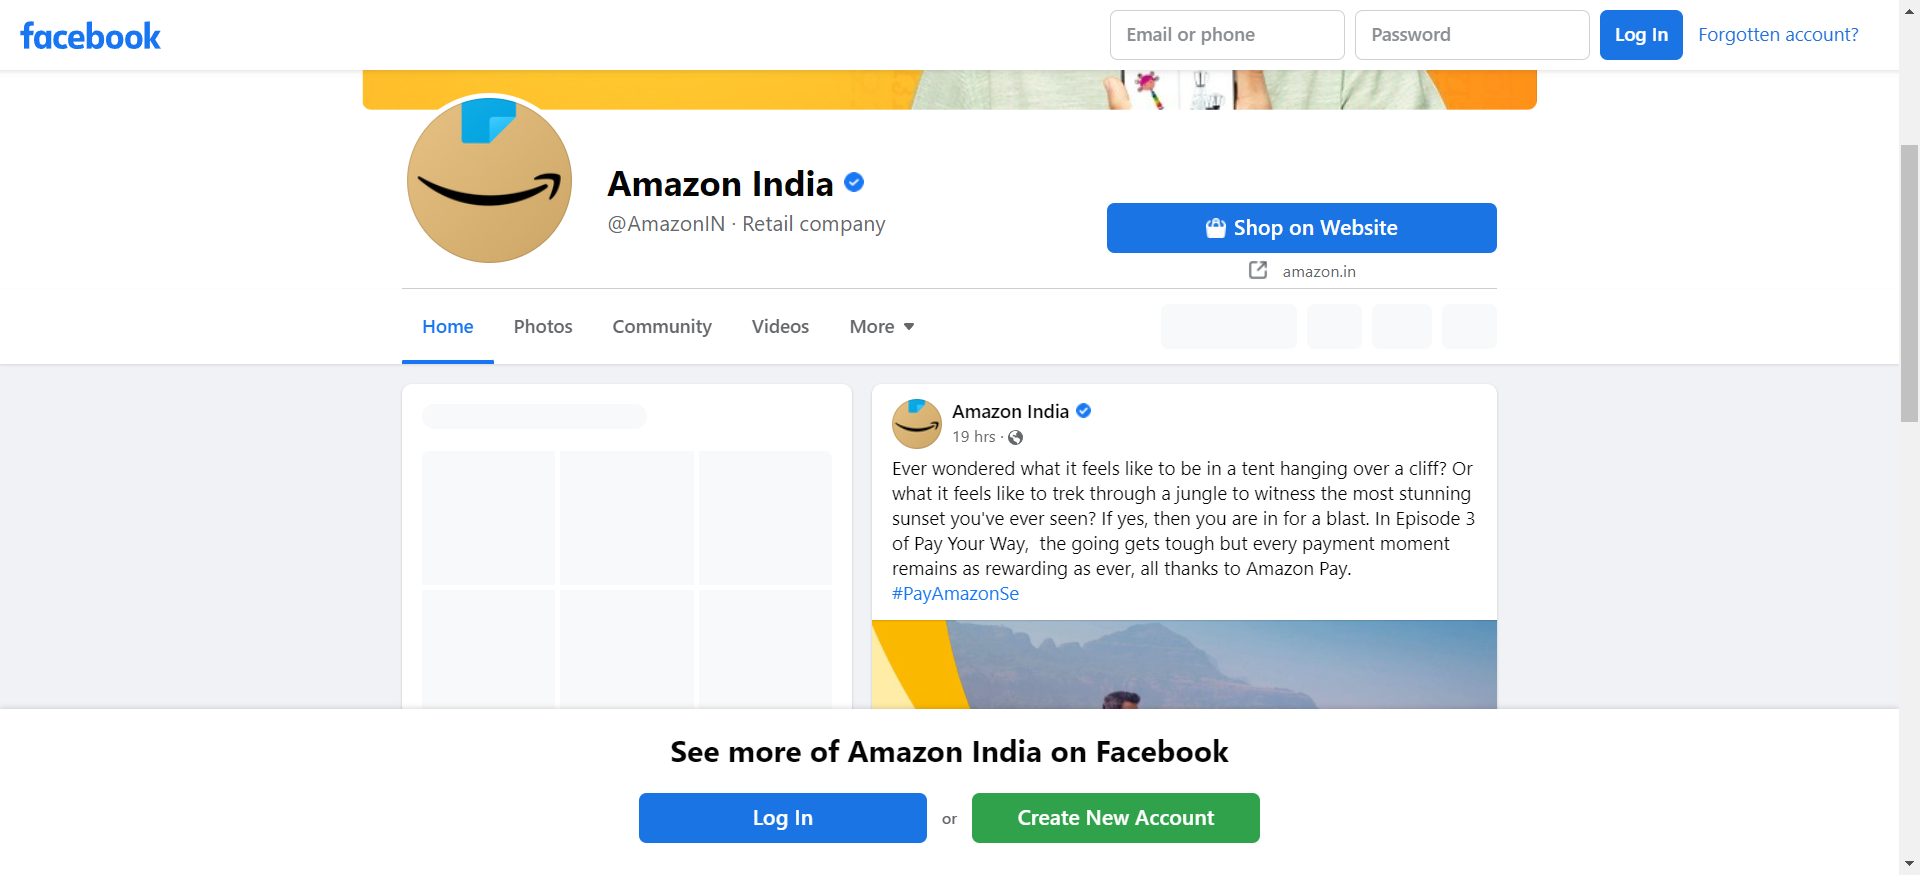 facebook
Email or phone
Password
Log In
Forgotten account?
Amazon India
@AmazonIN · Retail company
Shop on Website
amazon.in
Home
Photos
Community
Videos
More
Amazon India
19 hrs ·
Ever wondered what it feels like to be in a tent hanging over a cliff? Or
what it feels like to trek through a jungle to witness the most stunning
sunset you've ever seen? If yes, then you are in for a blast. In Episode 3
of Pay Your Way,  the going gets tough but every payment moment
remains as rewarding as ever, all thanks to Amazon Pay.
#PayAmazonSe
See more of Amazon India on Facebook
Log In
or
Create New Account